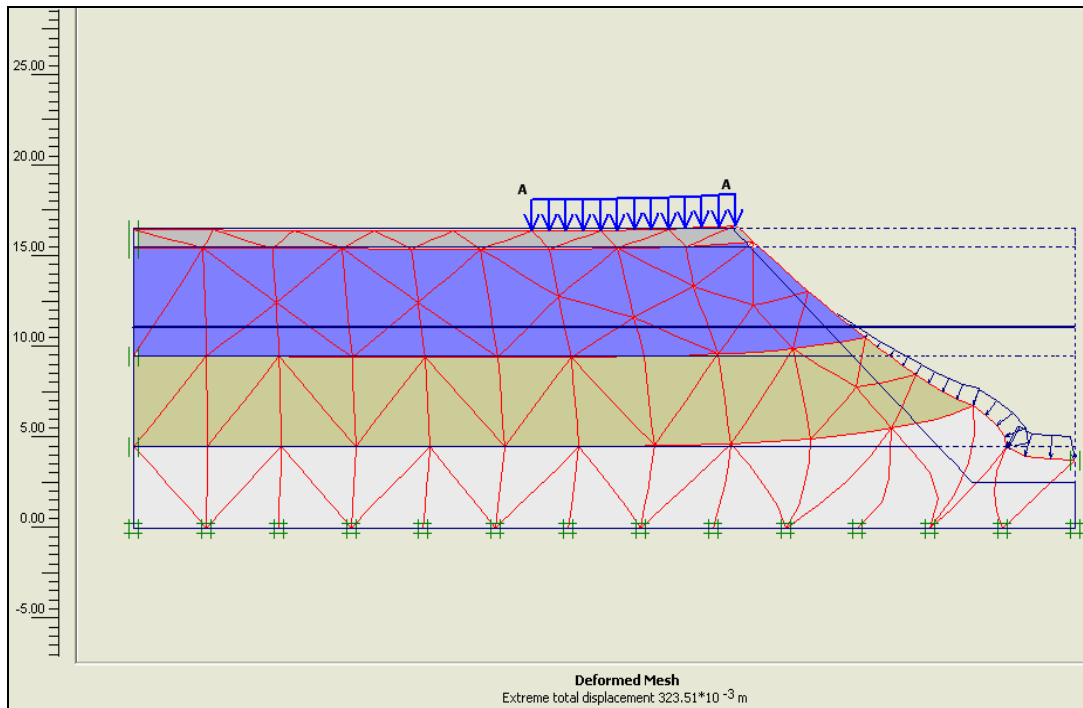 25.00
20.00
A A
15.00
10.00
5.00
0.00
-5.00
Deformed Mesh
Extreme total displacement 323.51*10 -3 m